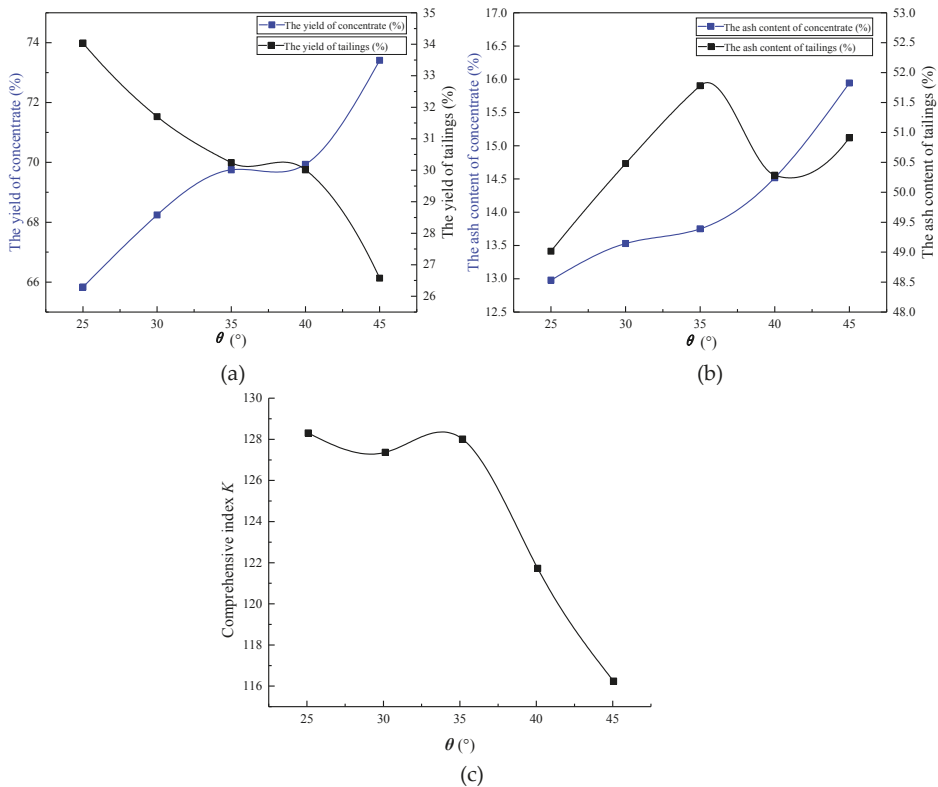 The yield of concentrate (%)
The yield of tailings (%)
74
72
70
68
66
The yield of concentrate (%)
35
34
33
32
31
30
29
28
27
26
The yield of tailings (%)
25 30 35 40 45
θ (°)
(a)
The ash content of concentrate (%)
The ash content of tailings (%)
17.0
16.5
16.0
15.5
15.0
14.5
14.0
13.5
13.0
12.5
The ash content of concentrate (%)
53.0
52.5
52.0
51.5
51.0
50.5
50.0
49.5
49.0
48.5
48.0
The ash content of tailings (%)
25 30 35 40 45
θ (°)
(b)
130
128
126
124
122
120
118
116
Comprehensive index K
25 30 35 40 45
θ (°)
(c)